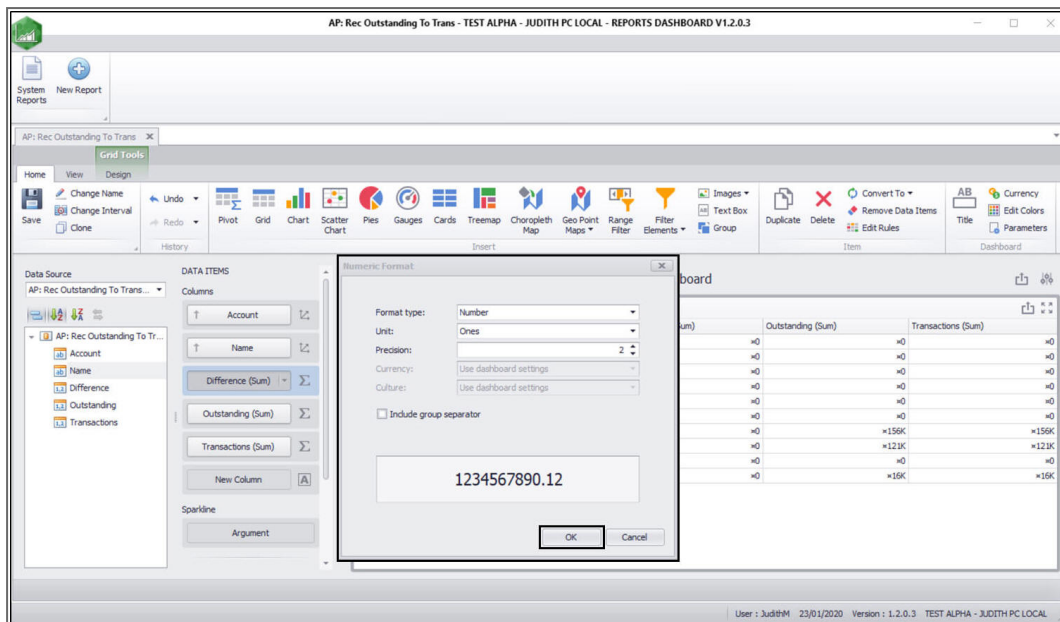 AP: Rec Outstanding To Trans - TEST ALPHA - JUDITH PC LOCAL - REPORTS DASHBOARD V1.2.0.3
System Reports
New Report
AP: Rec Outstanding To Trans
Grid Tools
Home View Design
Save
Change Name
Change Interval
Clone
Undo
Redo
History
Pivot
Grid
Chart
Scatter Chart
Pies
Gauges
Cards
Treemap
Choropleth Map
Geo Point Maps
Range Filter
Filter Elements
Images
Text Box
Group
Insert
Duplicate
Delete
Convert To
Remove Data Items
Edit Rules
Item
AB
Title
Currency
Edit Colors
Parameters
Dashboard
Data Source
AP: Rec Outstanding To Trans...
AP: Rec Outstanding To Tr...
ab Account
ab Name
1.2 Difference
1.2 Outstanding
1.2 Transactions
DATA ITEMS
Columns
Account
Name
Difference (Sum)
Outstanding (Sum)
Transactions (Sum)
New Column
Sparkline
Argument
Numeric Format
Format type: Number
Unit: Ones
Precision: 2
Currency: Use dashboard settings
Culture: Use dashboard settings
Include group separator
1234567890.12
OK Cancel
board
um) Outstanding (Sum) Transactions (Sum)
¤0 ¤0 ¤0
¤0 ¤0 ¤0
¤0 ¤0 ¤0
¤0 ¤0 ¤0
¤0 ¤0 ¤0
¤0 ¤0 ¤0
¤0 ¤156K ¤156K
¤0 ¤121K ¤121K
¤0 ¤0 ¤0
¤0 ¤16K ¤16K
User : JudithM 23/01/2020 Version : 1.2.0.3 TEST ALPHA - JUDITH PC LOCAL